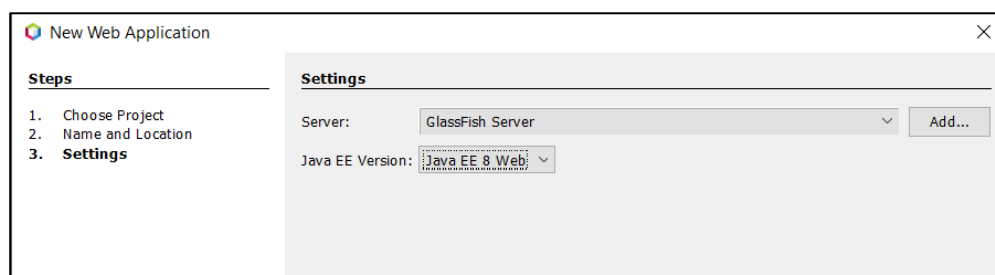 New Web Application
Steps
1. Choose Project
2. Name and Location
3. Settings
Settings
Server: GlassFish Server Add...
Java EE Version: Java EE 8 Web